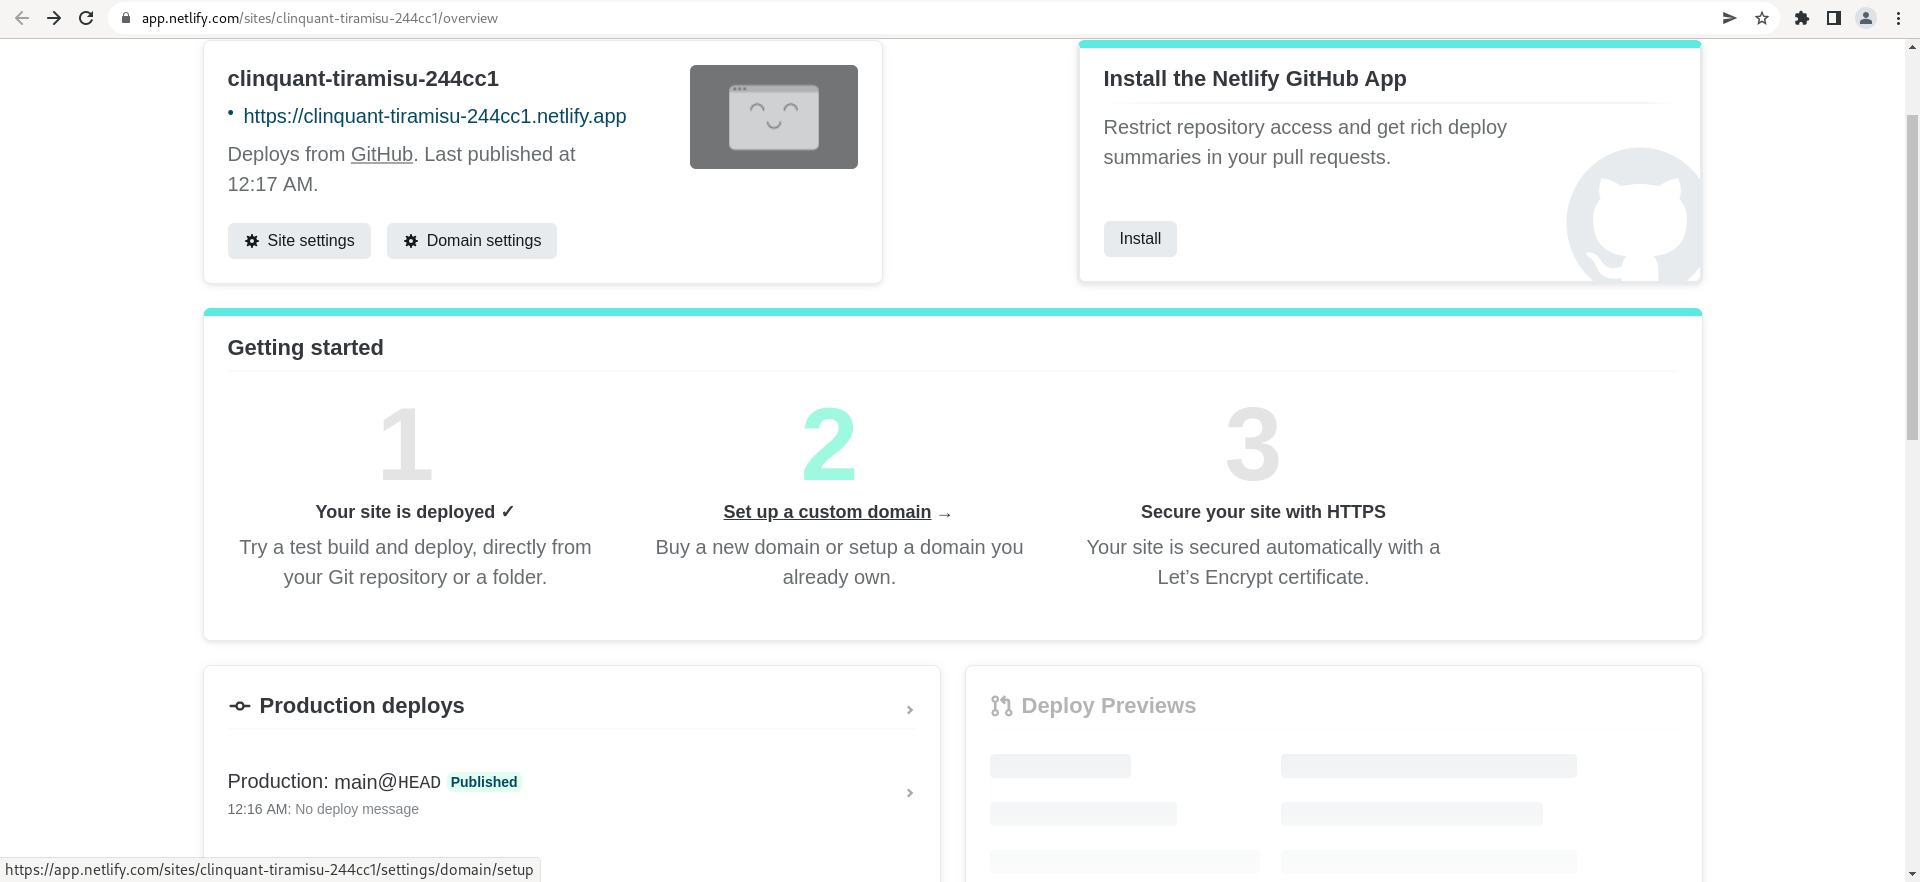 app.netlify.com/sites/clinquant-tiramisu-244cc1/overview
clinquant-tiramisu-244cc1
• https://clinquant-tiramisu-244cc1.netlify.app
Deploys from GitHub. Last published at
12:17 AM.
Site settings
Domain settings
Install the Netlify GitHub App
Restrict repository access and get rich deploy
summaries in your pull requests.
Install
Getting started
1
Your site is deployed ✓
Try a test build and deploy, directly from
your Git repository or a folder.
2
Set up a custom domain →
Buy a new domain or setup a domain you
already own.
3
Secure your site with HTTPS
Your site is secured automatically with a
Let’s Encrypt certificate.
Production deploys
Production: main@HEAD Published
12:16 AM: No deploy message
Deploy Previews
https://app.netlify.com/sites/clinquant-tiramisu-244cc1/settings/domain/setup